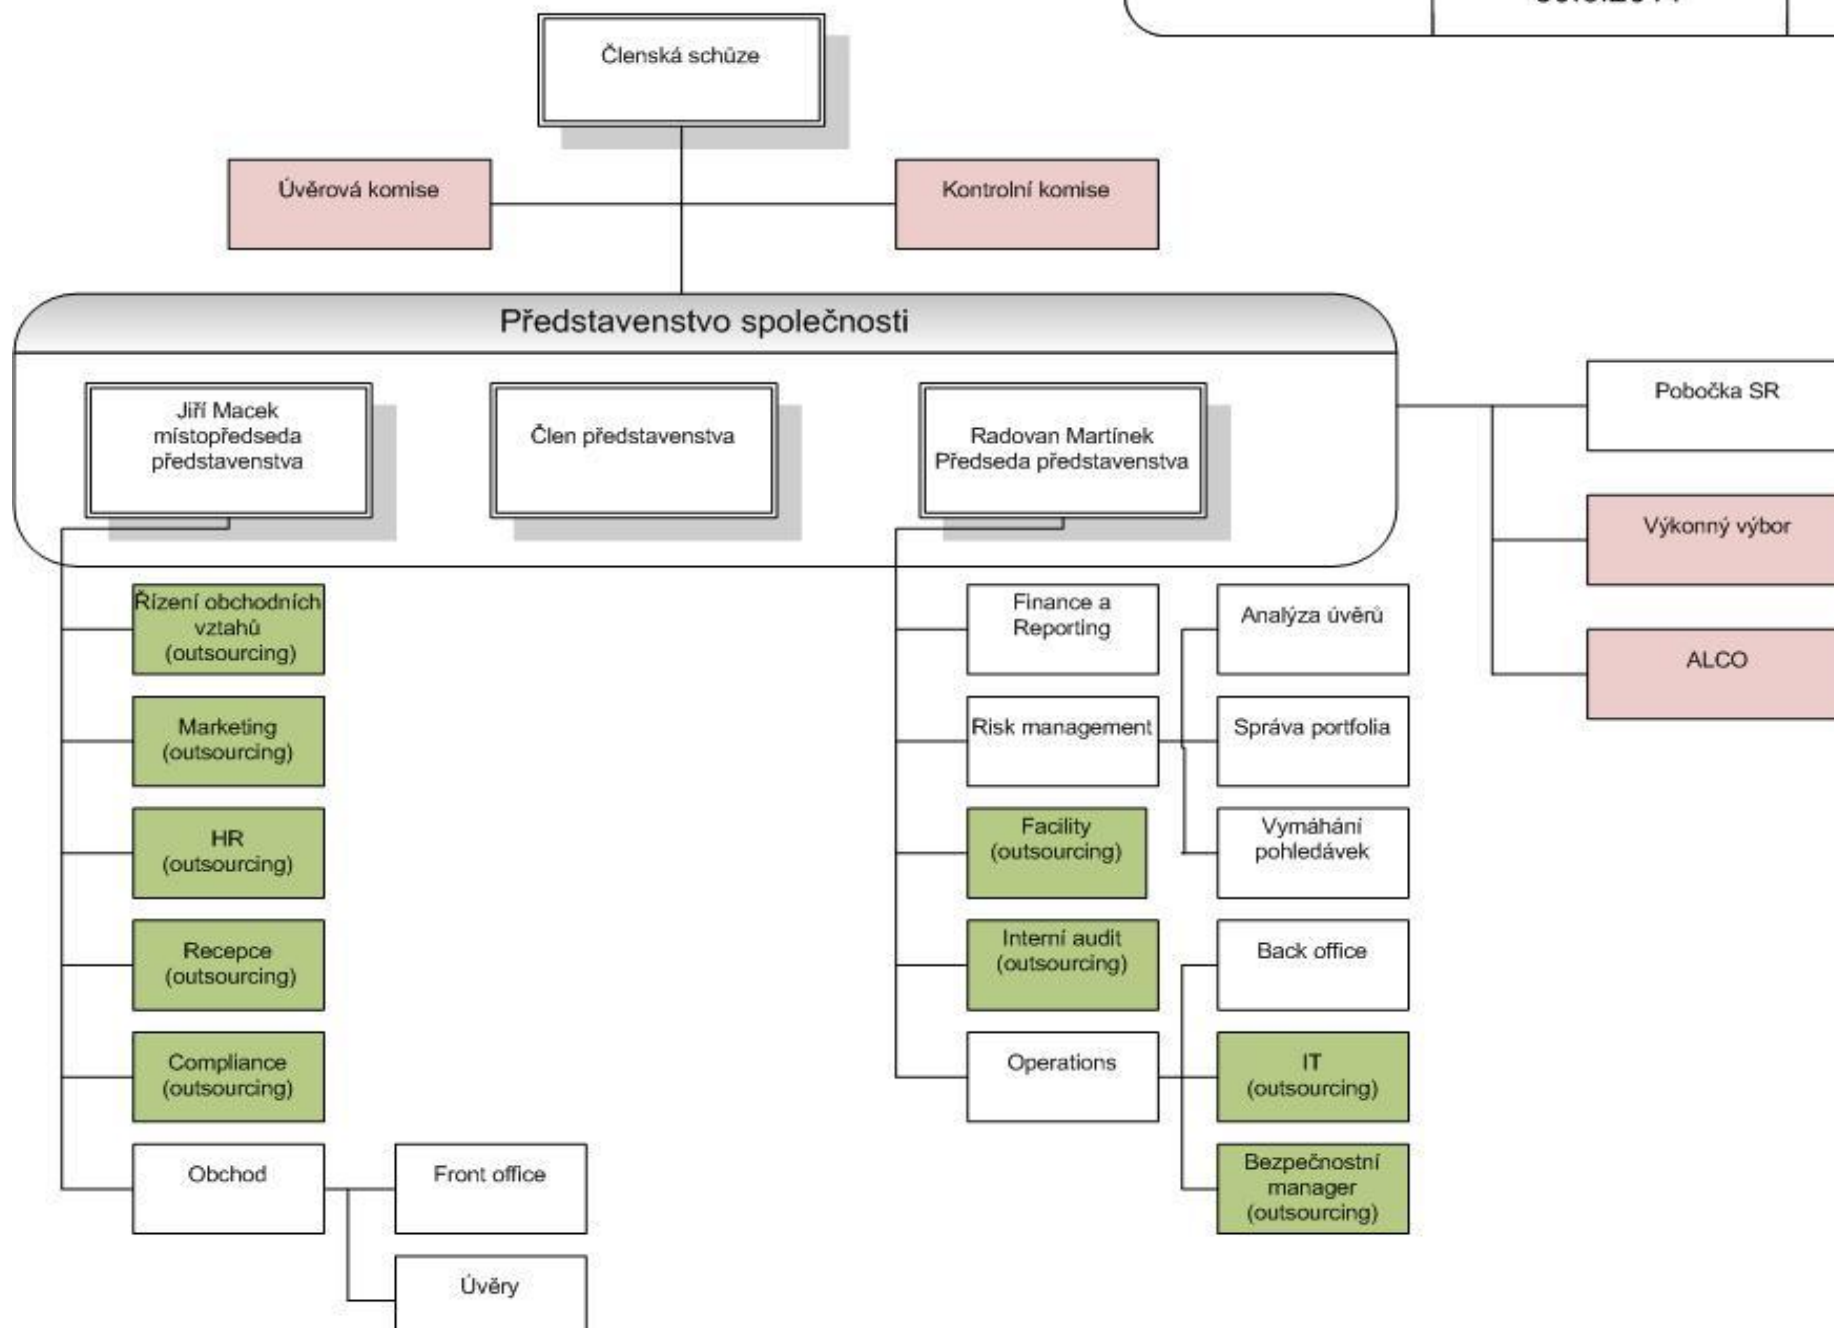 Členská schůze
Úvěrová komise
Kontrolní komise
Představenstvo společnosti
Jiří Macek
místopředseda
představenstva
Člen představenstva
Radovan Martínek
Předseda představenstva
Pobočka SR
Výkonný výbor
ALCO
Řízení obchodních
vztahů
(outsourcing)
Marketing
(outsourcing)
HR
(outsourcing)
Recepce
(outsourcing)
Compliance
(outsourcing)
Obchod
Front office
Úvěry
Finance a
Reporting
Risk management
Facility
(outsourcing)
Interní audit
(outsourcing)
Operations
Analýza úvěrů
Správa portfolia
Vymáhání
pohledávek
Back office
IT
(outsourcing)
Bezpečnostní
manager
(outsourcing)